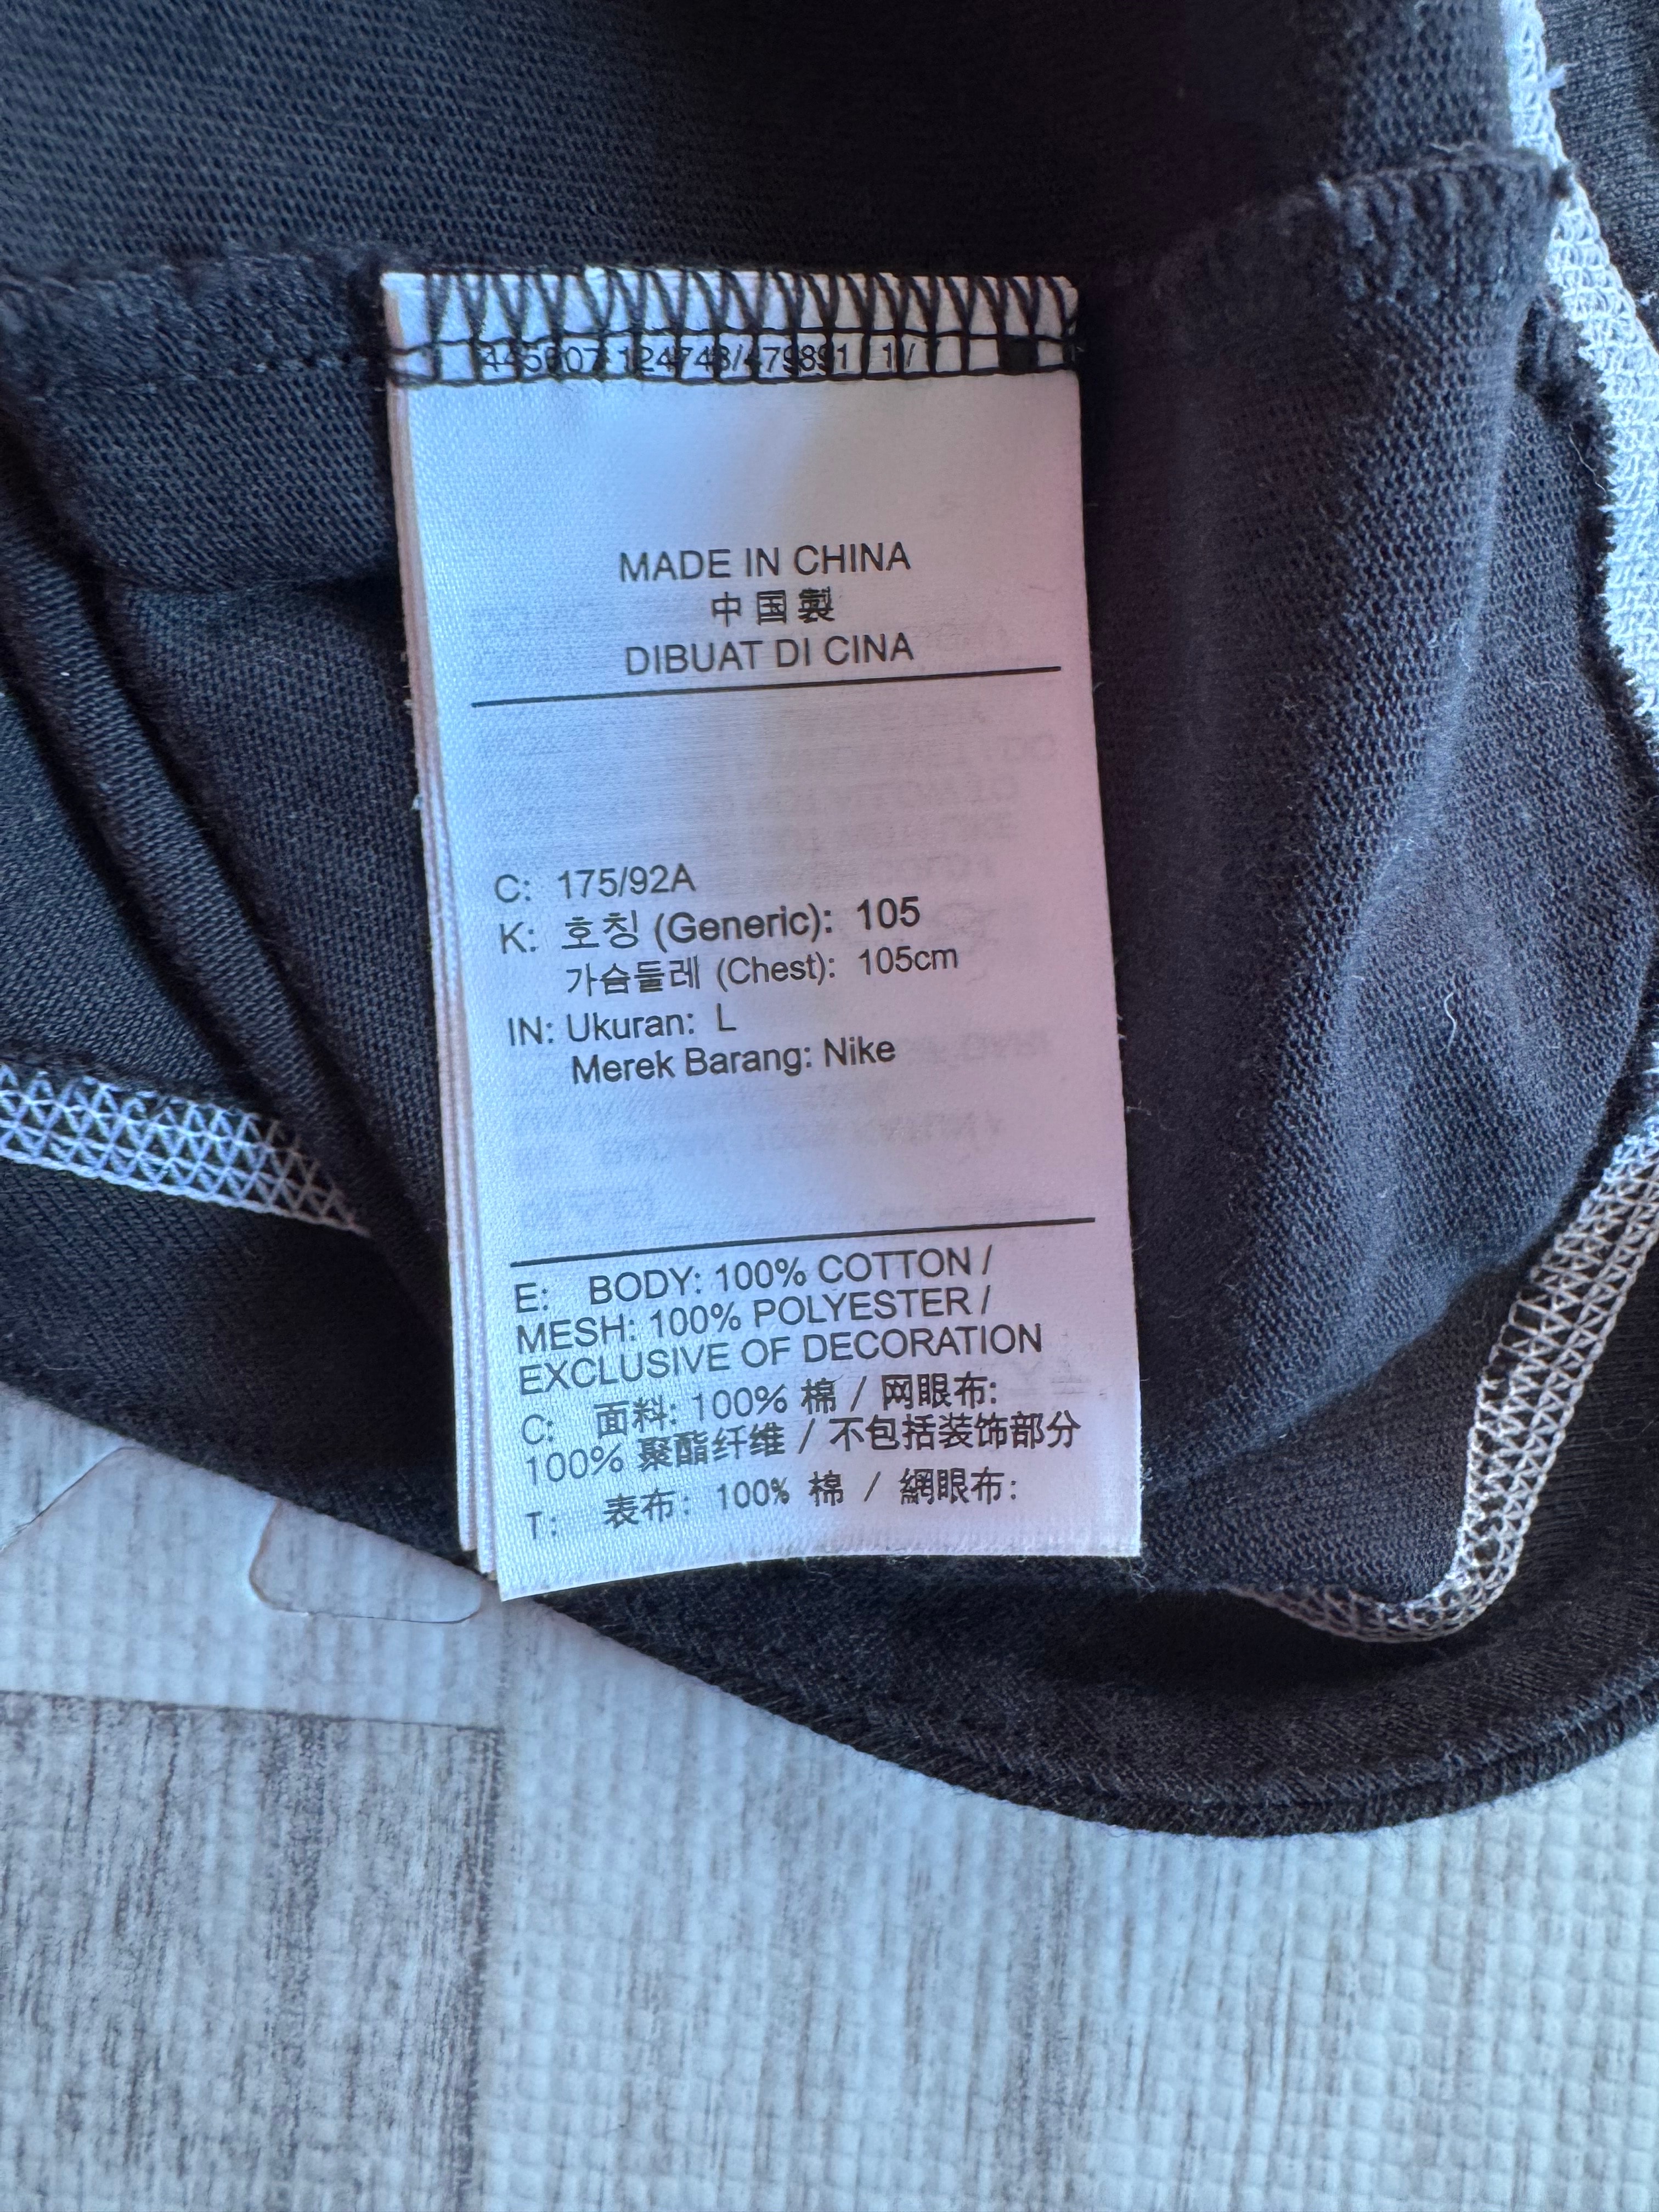 MADE IN CHINA
中国製
DIBUAT DI CINA
C: 175/92A
K: 호칭 (Generic): 105
가슴둘레 (Chest): 105cm
IN: Ukuran: L
Merek Barang: Nike
E: BODY: 100% COTTON /
MESH: 100% POLYESTER /
EXCLUSIVE OF DECORATION
C: 面料: 100% 棉 / 网眼布:
100% 聚酯纤维 / 不包括装饰部分
T: 表布: 100% 棉 / 網眼布: